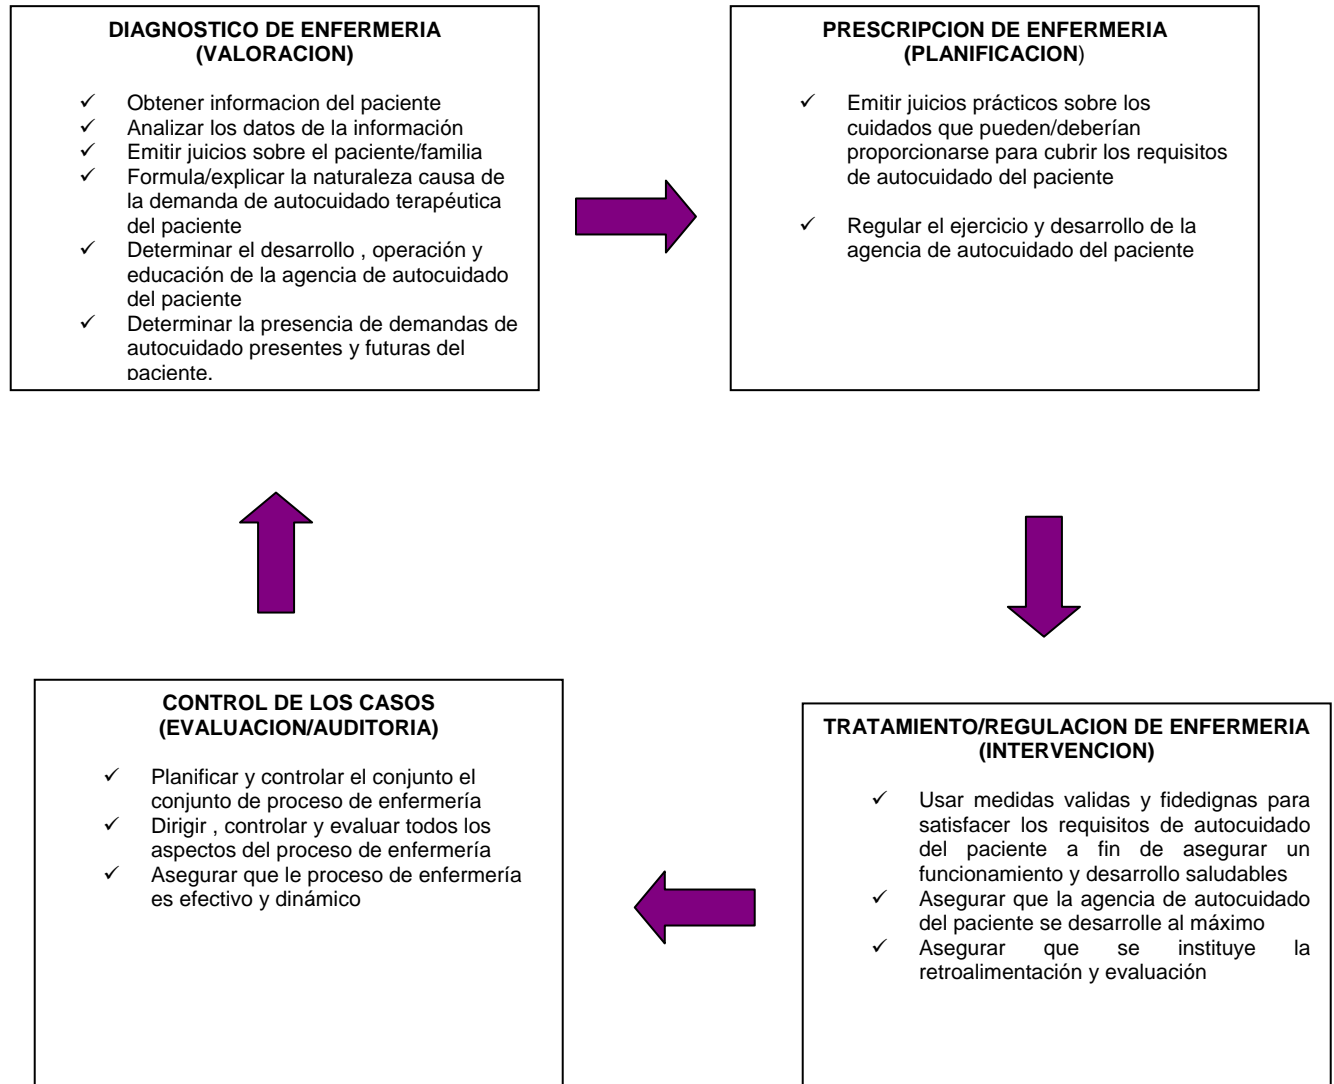 DIAGNOSTICO DE ENFERMERIA
(VALORACION)
✓ Obtener informacion del paciente
✓ Analizar los datos de la información
✓ Emitir juicios sobre el paciente/familia
✓ Formula/explicar la naturaleza causa de
la demanda de autocuidado terapéutica
del paciente
✓ Determinar el desarrollo , operación y
educación de la agencia de autocuidado
del paciente
✓ Determinar la presencia de demandas de
autocuidado presentes y futuras del
paciente.
PRESCRIPCION DE ENFERMERIA
(PLANIFICACION)
✓ Emitir juicios prácticos sobre los
cuidados que pueden/deberían
proporcionarse para cubrir los requisitos
de autocuidado del paciente
✓ Regular el ejercicio y desarrollo de la
agencia de autocuidado del paciente
CONTROL DE LOS CASOS
(EVALUACION/AUDITORIA)
✓ Planificar y controlar el conjunto el
conjunto de proceso de enfermería
✓ Dirigir , controlar y evaluar todos los
aspectos del proceso de enfermería
✓ Asegurar que le proceso de enfermería
es efectivo y dinámico
TRATAMIENTO/REGULACION DE ENFERMERIA
(INTERVENCION)
✓ Usar medidas validas y fidedignas para
satisfacer los requisitos de autocuidado
del paciente a fin de asegurar un
funcionamiento y desarrollo saludables
✓ Asegurar que la agencia de autocuidado
del paciente se desarrolle al máximo
✓ Asegurar que se instituye la
retroalimentación y evaluación